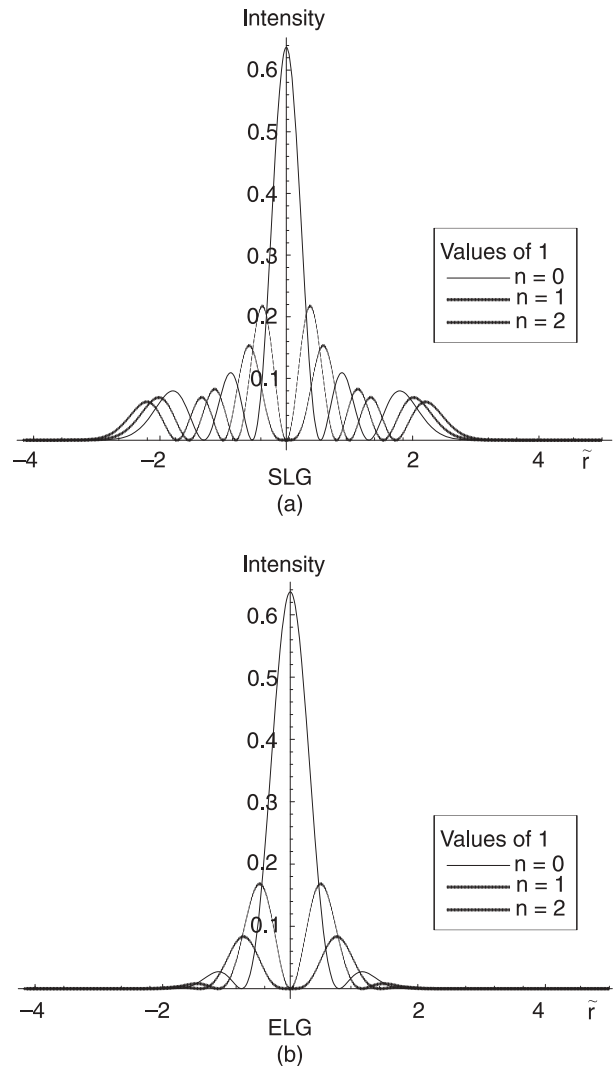 Intensity
0.6
0.5
0.4
0.3
0.2
0.1
Values of 1
n = 0
n = 1
n = 2
−4 −2 2 4 r̃
SLG
(a)
Intensity
0.6
0.5
0.4
0.3
0.2
0.1
Values of 1
n = 0
n = 1
n = 2
−4 −2 2 4 r̃
ELG
(b)